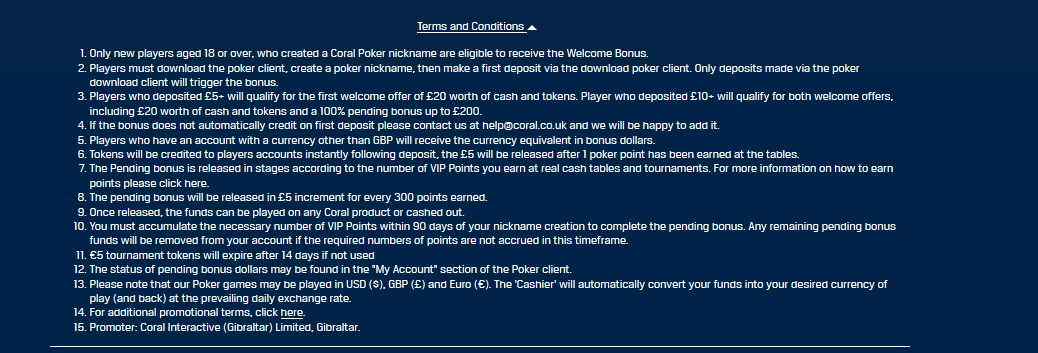 Terms and Conditions
1. Only new players aged 18 or over, who created a Coral Poker nickname are eligible to receive the Welcome Bonus.
2. Players must download the poker client, create a poker nickname, then make a first deposit via the download poker client. Only deposits made via the poker
download client will trigger the bonus.
3. Players who deposited £5+ will qualify for the first welcome offer of £20 worth of cash and tokens. Player who deposited £10+ will qualify for both welcome offers,
including £20 worth of cash and tokens and a 100% pending bonus up to £200.
4. If the bonus does not automatically credit on first deposit please contact us at help@coral.co.uk and we will be happy to add it.
5. Players who have an account with a currency other than GBP will receive the currency equivalent in bonus dollars.
6. Tokens will be credited to players accounts instantly following deposit, the £5 will be released after 1 poker point has been earned at the tables.
7. The Pending bonus is released in stages according to the number of VIP Points you earn at real cash tables and tournaments. For more information on how to earn
points please click here.
8. The pending bonus will be released in £5 increment for every 300 points earned.
9. Once released, the funds can be played on any Coral product or cashed out.
10. You must accumulate the necessary number of VIP Points within 90 days of your nickname creation to complete the pending bonus. Any remaining pending bonus
funds will be removed from your account if the required numbers of points are not accrued in this timeframe.
11. €5 tournament tokens will expire after 14 days if not used
12. The status of pending bonus dollars may be found in the "My Account" section of the Poker client.
13. Please note that our Poker games may be played in USD ($), GBP (£) and Euro (€). The 'Cashier' will automatically convert your funds into your desired currency of
play (and back) at the prevailing daily exchange rate.
14. For additional promotional terms, click here.
15. Promoter: Coral Interactive (Gibraltar) Limited, Gibraltar.